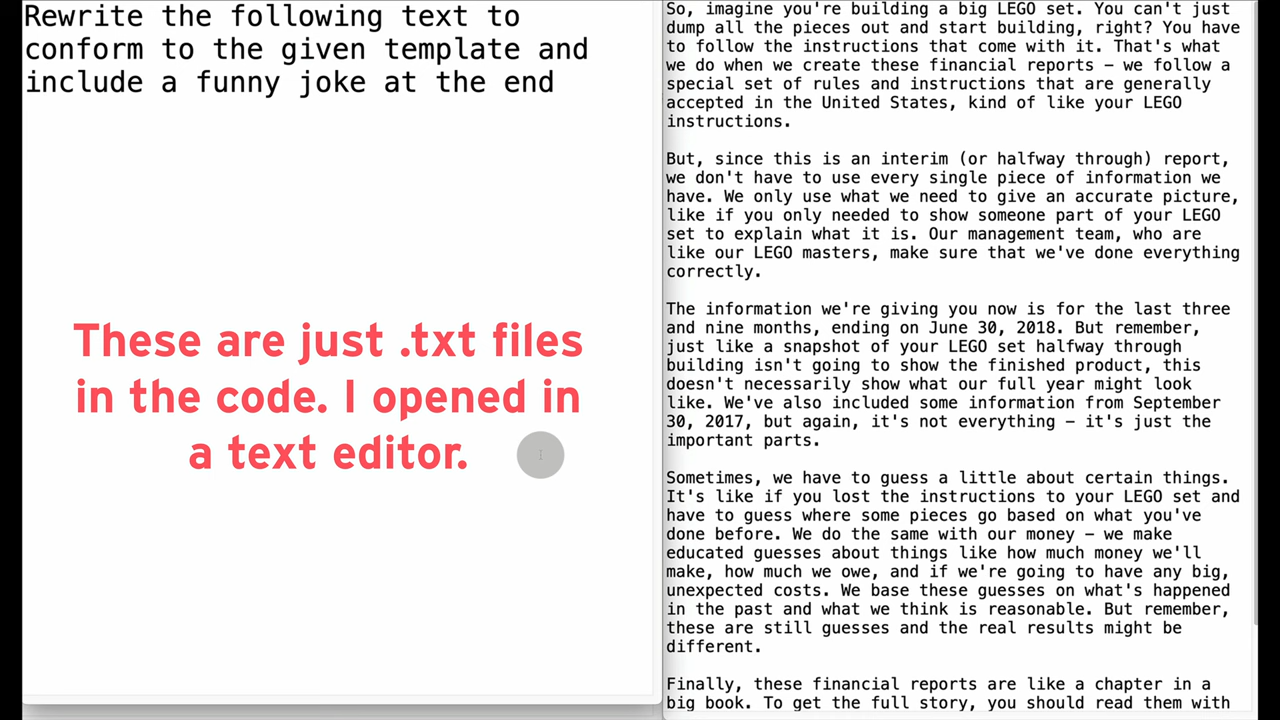 Rewrite the following text to
conform to the given template and
include a funny joke at the end
These are just .txt files
in the code. I opened in
a text editor.
So, imagine you're building a big LEGO set. You can't just
dump all the pieces out and start building, right? You have
to follow the instructions that come with it. That's what
we do when we create these financial reports – we follow a
special set of rules and instructions that are generally
accepted in the United States, kind of like your LEGO
instructions.
But, since this is an interim (or halfway through) report,
we don't have to use every single piece of information we
have. We only use what we need to give an accurate picture,
like if you only needed to show someone part of your LEGO
set to explain what it is. Our management team, who are
like our LEGO masters, make sure that we've done everything
correctly.
The information we're giving you now is for the last three
and nine months, ending on June 30, 2018. But remember,
just like a snapshot of your LEGO set halfway through
building isn't going to show the finished product, this
doesn't necessarily show what our full year might look
like. We've also included some information from September
30, 2017, but again, it's not everything – it's just the
important parts.
Sometimes, we have to guess a little about certain things.
It's like if you lost the instructions to your LEGO set and
have to guess where some pieces go based on what you've
done before. We do the same with our money – we make
educated guesses about things like how much money we'll
make, how much we owe, and if we're going to have any big,
unexpected costs. We base these guesses on what's happened
in the past and what we think is reasonable. But remember,
these are still guesses and the real results might be
different.
Finally, these financial reports are like a chapter in a
big book. To get the full story, you should read them with